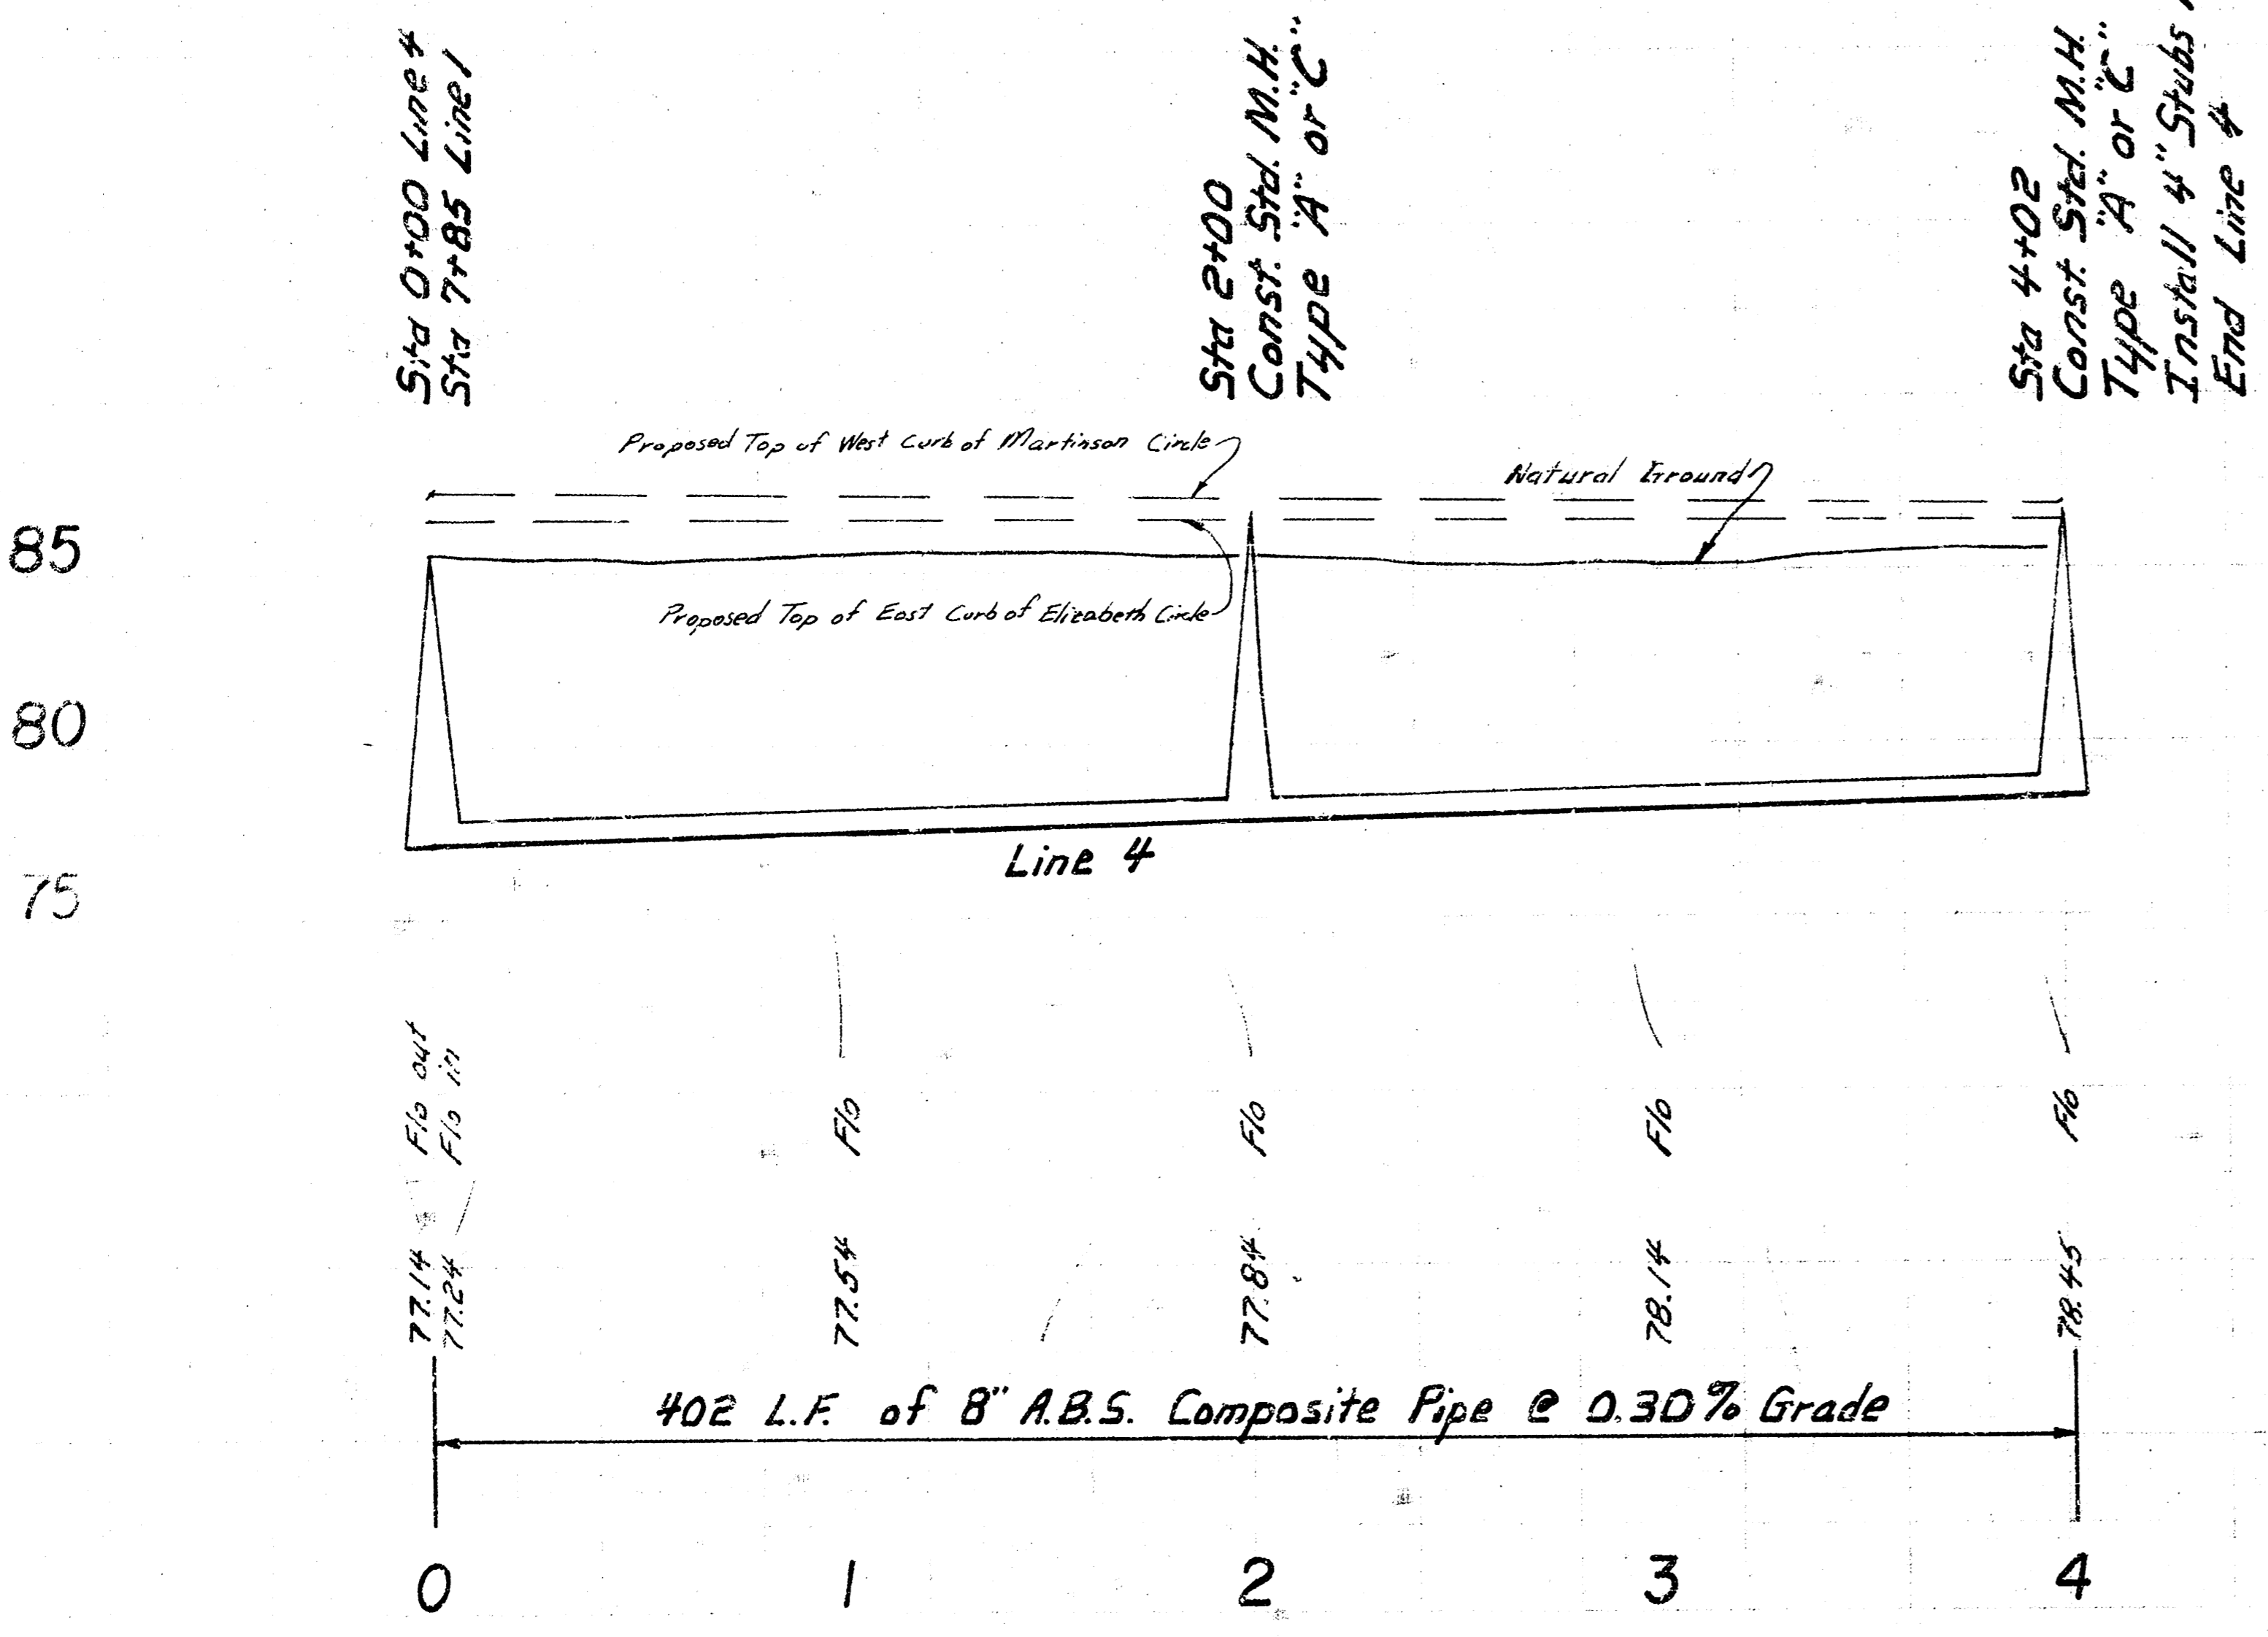 Sta 0+00 Line 4
Sta 7+85 Line 1
Sta 2+00
Const. Std. M.H.
Type "A" or "C"
Sta 4+02
Const. Std. M.H.
Type "A" or "C"
Install 4" Stubs
End Line 4
Proposed Top of West Curb of Martinson Circle
Natural Ground
85
Proposed Top of East Curb of Elizabeth Circle
80
Line 4
75
77.14 Flo out
77.24 Flo in
77.54 Flo
77.84 Flo
78.14 Flo
78.45 Flo
402 L.F. of 8" A.B.S. Composite Pipe @ 0.30% Grade
0 1 2 3 4